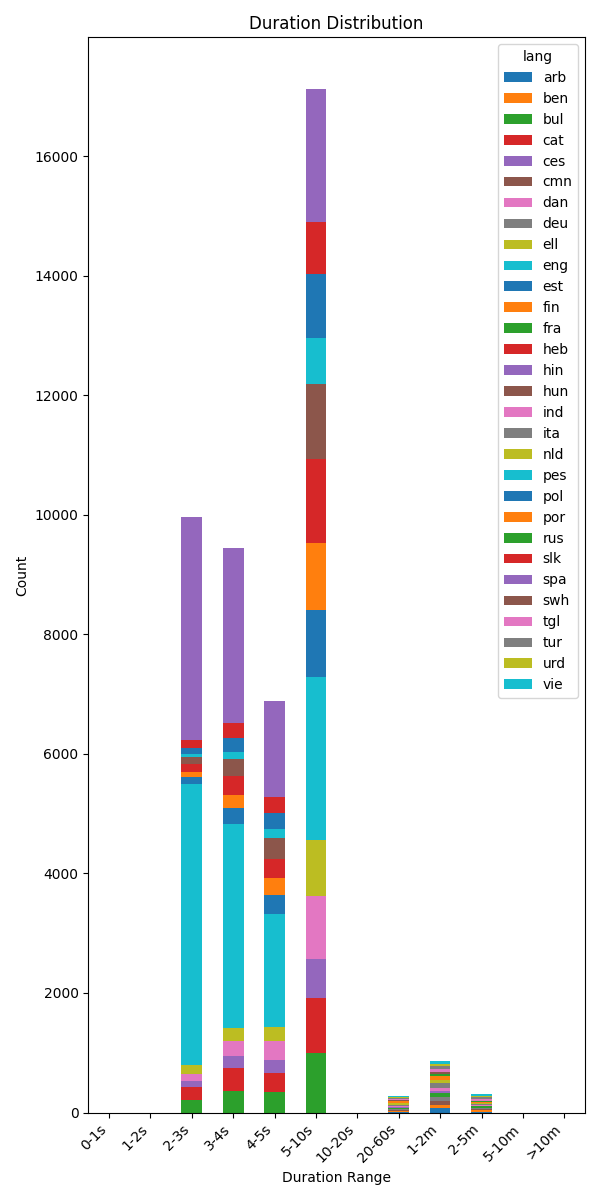 Duration Distribution
lang
arb
ben
bul
cat
ces
cmn
dan
deu
ell
eng
est
fin
fra
heb
hin
hun
ind
ita
nld
pes
pol
por
rus
slk
spa
swh
tgl
tur
urd
vie
16000
14000
12000
10000
8000
6000
4000
2000
0
Count
0-1s
1-2s
2-3s
3-4s
4-5s
5-10s
10-20s
20-60s
1-2m
2-5m
5-10m
>10m
Duration Range